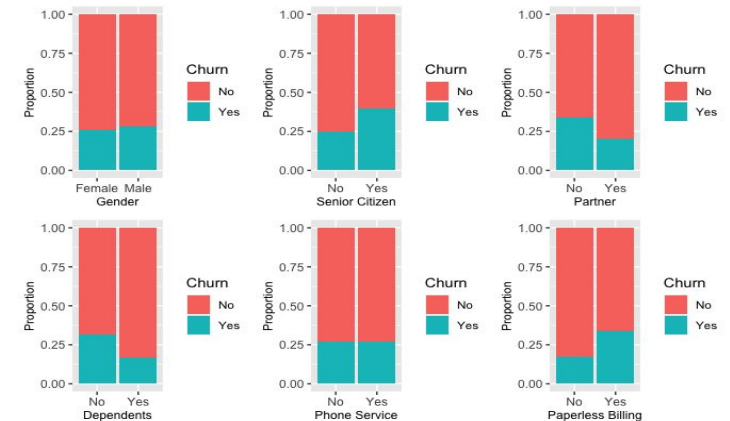 1.00
0.75
0.50
0.25
0.00
Proportion
Female Male
Gender
Churn
No
Yes
1.00
0.75
0.50
0.25
0.00
Proportion
No Yes
Senior Citizen
Churn
No
Yes
1.00
0.75
0.50
0.25
0.00
Proportion
No Yes
Partner
Churn
No
Yes
1.00
0.75
0.50
0.25
0.00
Proportion
No Yes
Dependents
Churn
No
Yes
1.00
0.75
0.50
0.25
0.00
Proportion
No Yes
Phone Service
Churn
No
Yes
1.00
0.75
0.50
0.25
0.00
Proportion
No Yes
Paperless Billing
Churn
No
Yes